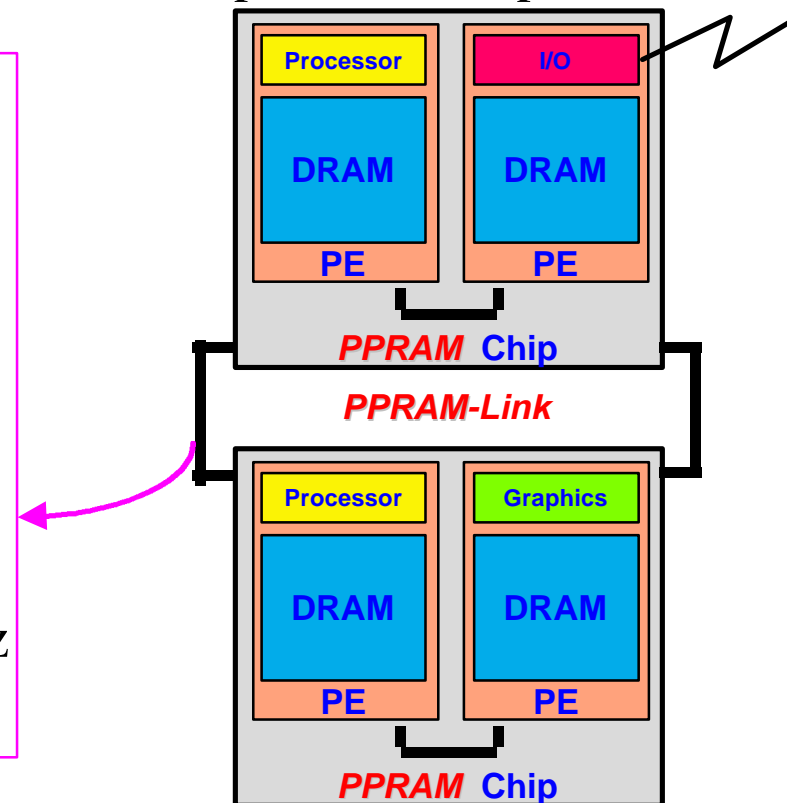 Processor I/O
DRAM DRAM
PE PE
PPRAM Chip
PPRAM-Link
Processor Graphics
DRAM DRAM
z
PE PE
PPRAM Chip